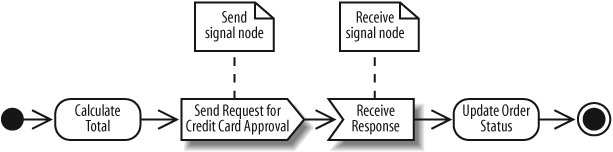 Send
signal node
Receive
signal node
Calculate
Total
Send Request for
Credit Card Approval
Receive
Response
Update Order
Status